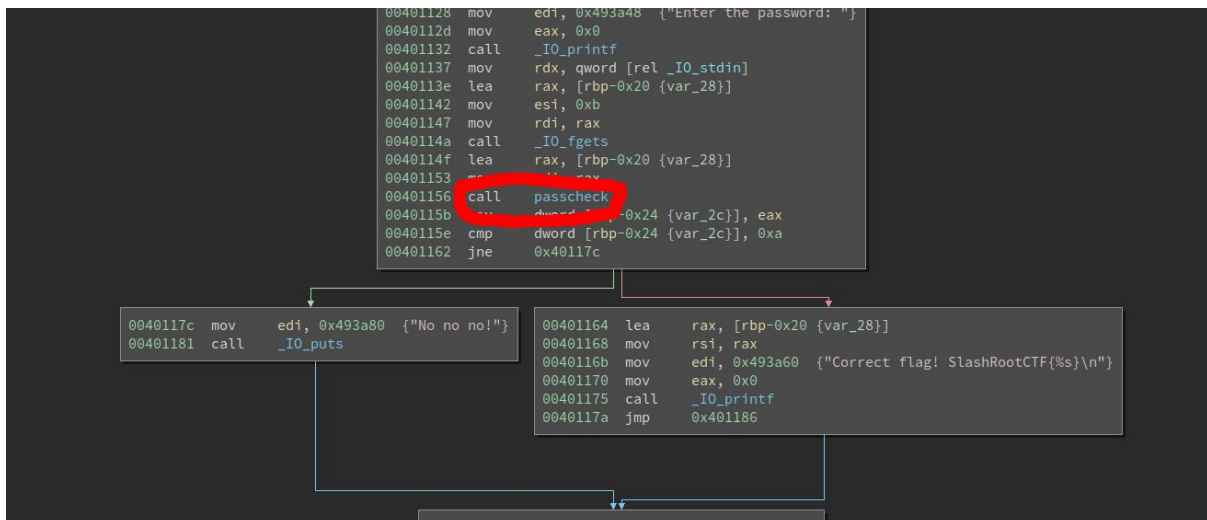 00401128 mov edi, 0x493a48 {"Enter the password: "}
0040112d mov eax, 0x0
00401132 call _IO_printf
00401137 mov rdx, qword [rel _IO_stdin]
0040113e lea rax, [rbp-0x20 {var_28}]
00401142 mov esi, 0xb
00401147 mov rdi, rax
0040114a call _IO_fgets
0040114f lea rax, [rbp-0x20 {var_28}]
00401153 rax
00401156 call passcheck
0040115b dword -0x24 {var_2c}], eax
0040115e cmp dword [rbp-0x24 {var_2c}], 0xa
00401162 jne 0x40117c
0040117c mov edi, 0x493a80 {"No no no!"}
00401181 call _IO_puts
00401164 lea rax, [rbp-0x20 {var_28}]
00401168 mov rsi, rax
0040116b mov edi, 0x493a60 {"Correct flag! SlashRootCTF{%s}\n"}
00401170 mov eax, 0x0
00401175 call _IO_printf
0040117a jmp 0x401186